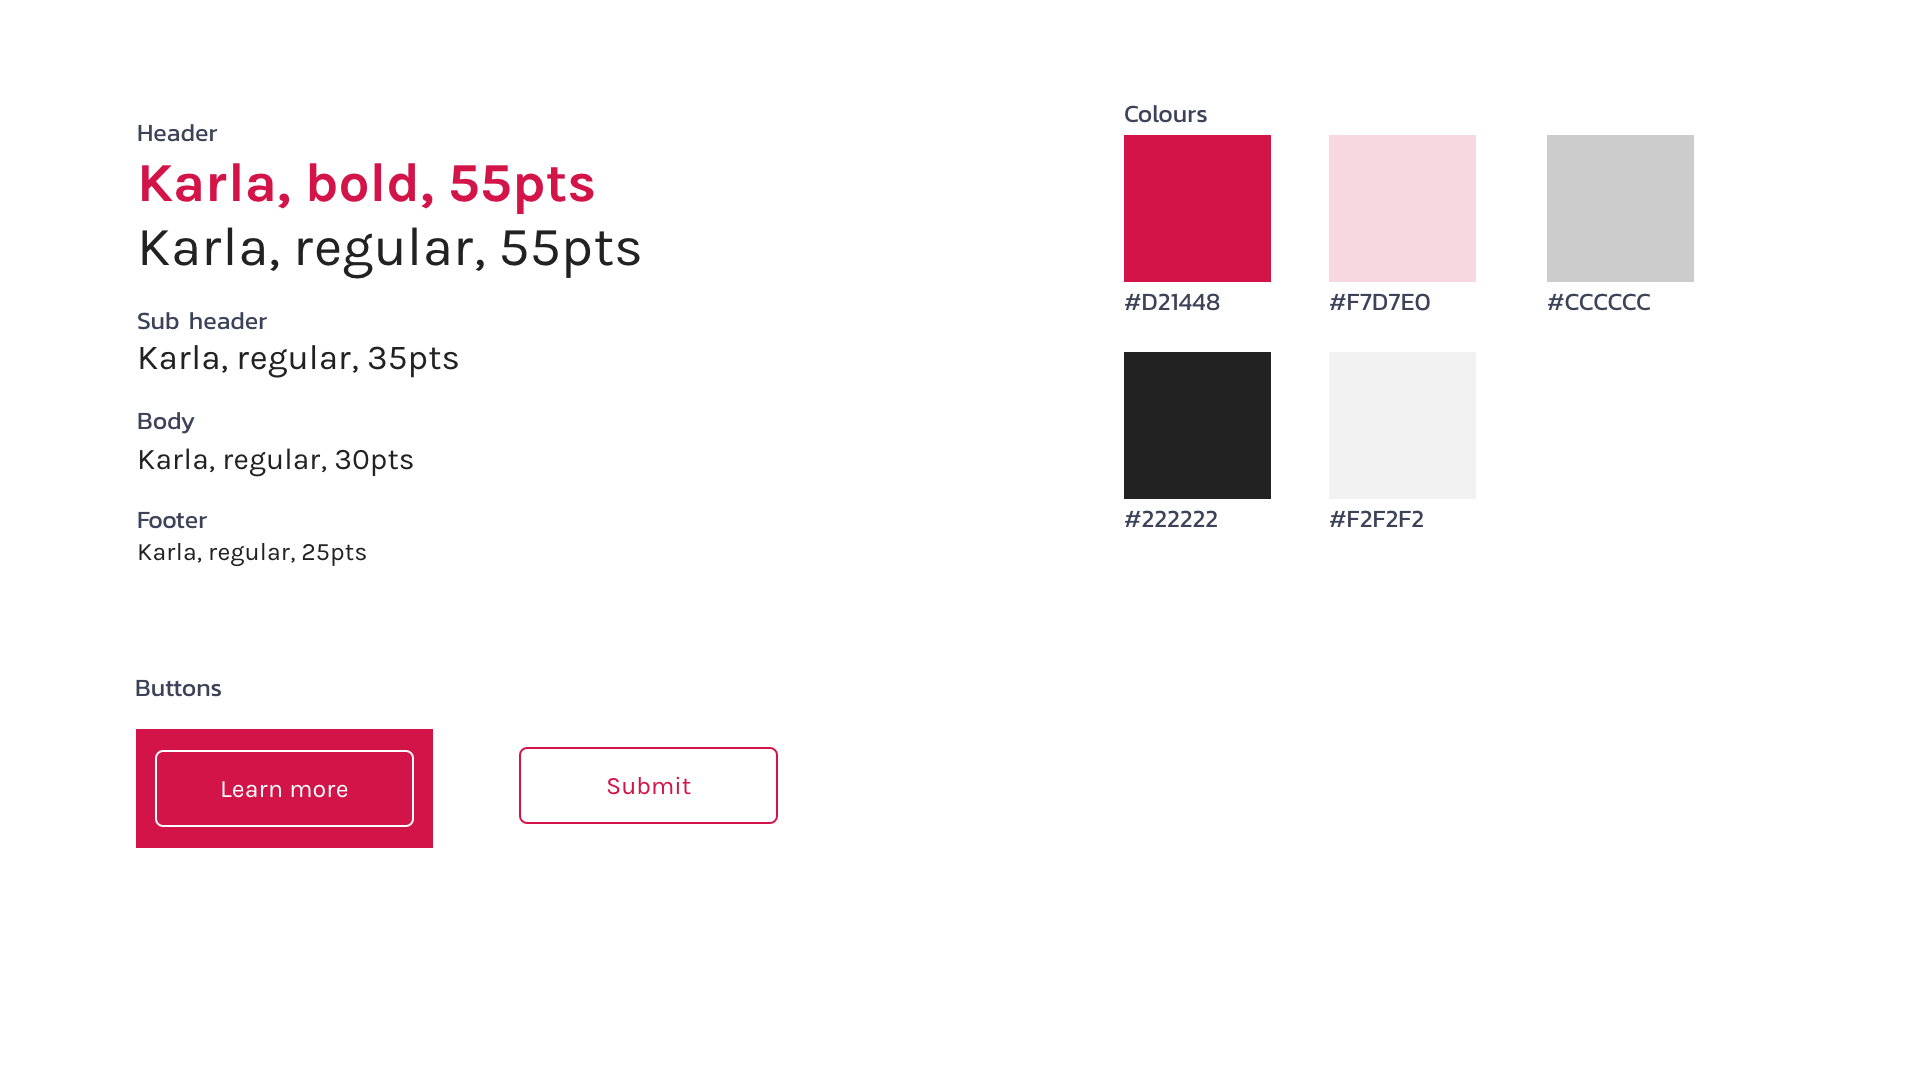 Header
Karla, bold, 55pts
Karla, regular, 55pts
Sub header
Karla, regular, 35pts
Body
Karla, regular, 30pts
Footer
Karla, regular, 25pts
Buttons
Learn more
Submit
Colours
#D21448
#F7D7E0
#CCCCCC
#222222
#F2F2F2